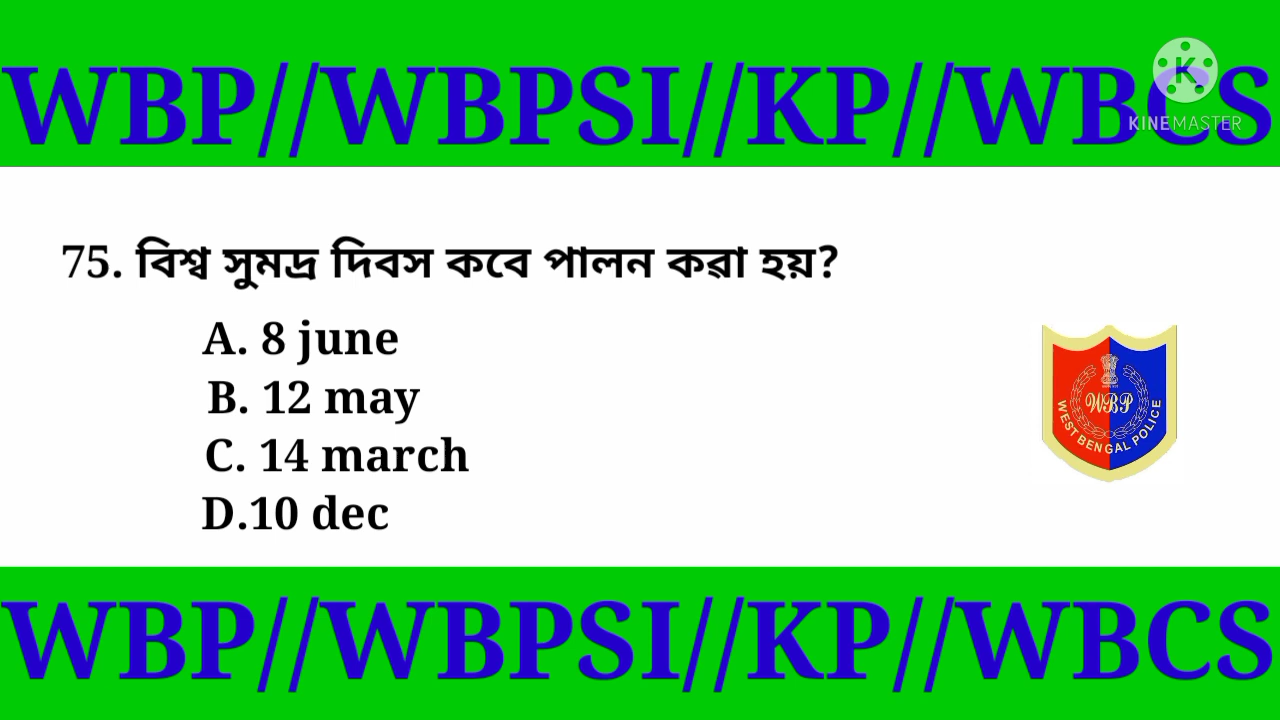 WBP//WBPSI//KP//WBCS
KINEMASTER
75. বিশ্ব সুমদ্র দিবস কবে পালন কৱা হয়?
A. 8 june
B. 12 may
C. 14 march
D.10 dec
WBP
WEST BENGAL POLICE
WBP//WBPSI//KP//WBCS